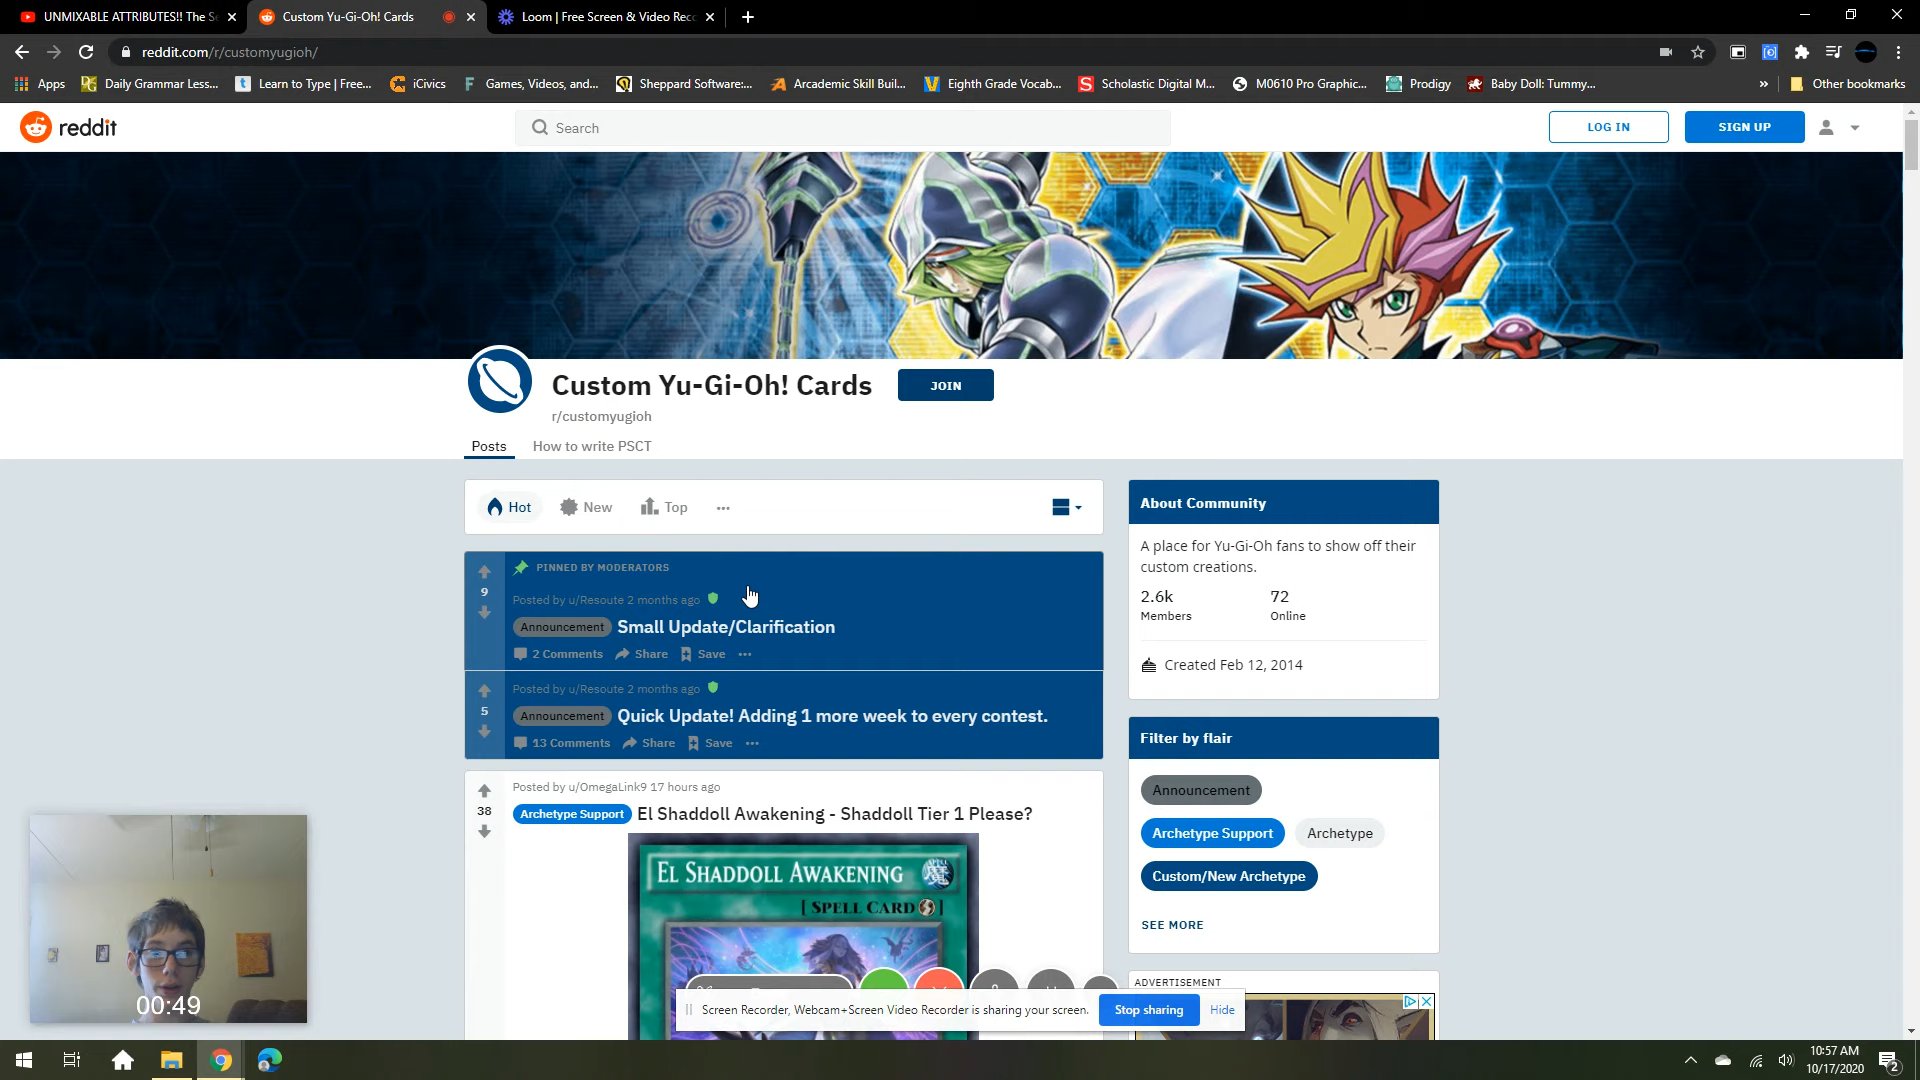 UNMIXABLE ATTRIBUTES!! The Se
Custom Yu-Gi-Oh! Cards
Loom | Free Screen & Video Rec
reddit.com/r/customyugioh/
Apps
Daily Grammar Less...
Learn to Type | Free...
iCivics
Games, Videos, and...
Sheppard Software:...
Arcademic Skill Buil...
Eighth Grade Vocab...
Scholastic Digital M...
M0610 Pro Graphic...
Prodigy
Baby Doll: Tummy...
»
Other bookmarks
reddit
Search
LOG IN
SIGN UP
Custom Yu-Gi-Oh! Cards
JOIN
r/customyugioh
Posts
How to write PSCT
Hot
New
Top
...
PINNED BY MODERATORS
9
Posted by u/Resoute 2 months ago
Announcement Small Update/Clarification
2 Comments Share Save ...
Posted by u/Resoute 2 months ago
5
Announcement Quick Update! Adding 1 more week to every contest.
13 Comments Share Save ...
Posted by u/OmegaLink9 17 hours ago
38
Archetype Support El Shaddoll Awakening - Shaddoll Tier 1 Please?
EL SHADDOLL AWAKENING
SPELL
魔
[ SPELL CARD ]
About Community
A place for Yu-Gi-Oh fans to show off their
custom creations.
2.6k
72
Members
Online
Created Feb 12, 2014
Filter by flair
Announcement
Archetype Support
Archetype
Custom/New Archetype
SEE MORE
ADVERTISEMENT
00:49
Screen Recorder, Webcam+Screen Video Recorder is sharing your screen.
Stop sharing
Hide
10:57 AM
10/17/2020
2